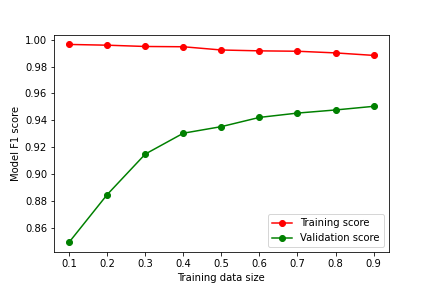 1.00
0.98
0.96
0.94
0.92
0.90
0.88
0.86
Model F1 score
Training score
Validation score
0.1 0.2 0.3 0.4 0.5 0.6 0.7 0.8 0.9
Training data size